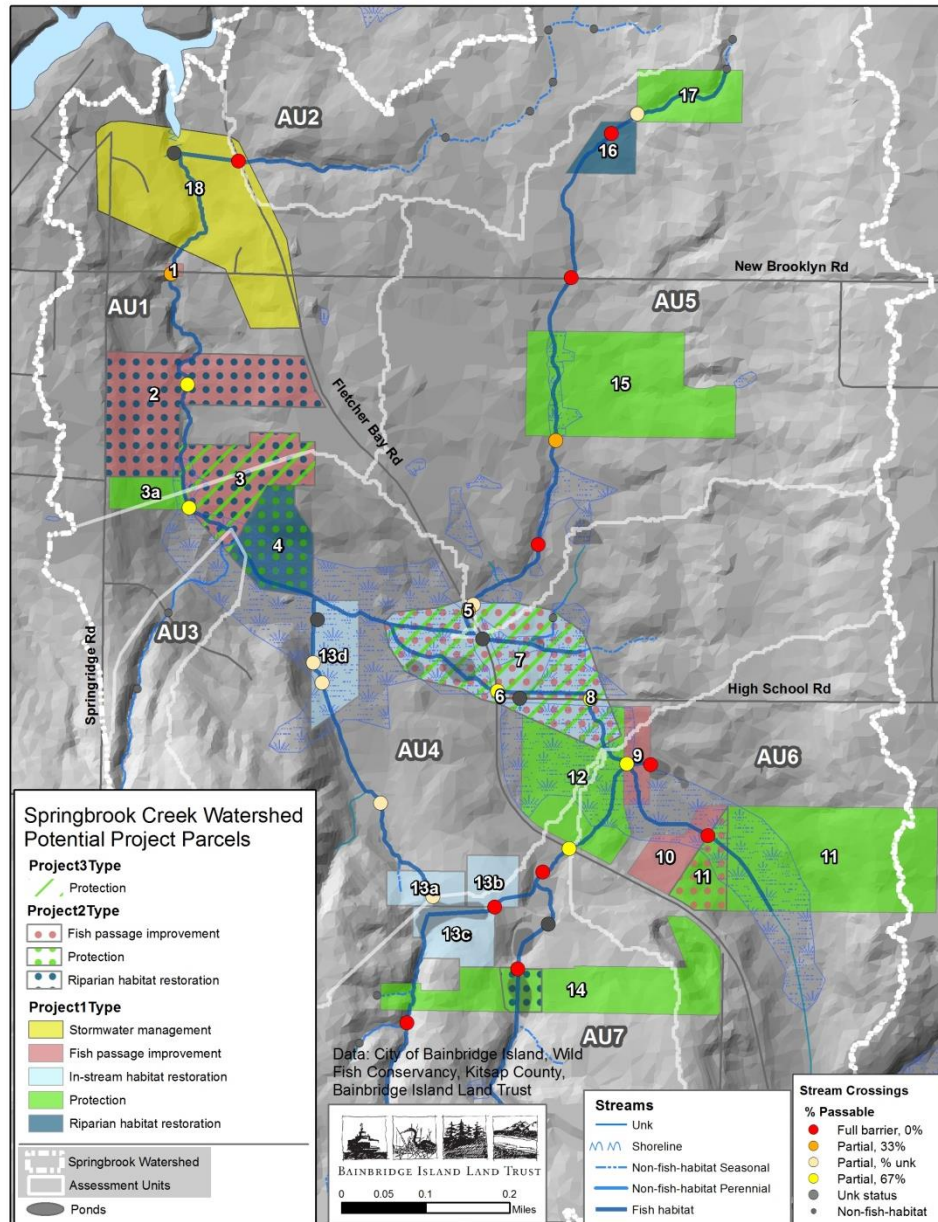 AU2
17
16
18
1
New Brooklyn Rd
AU1
AU5
2
15
Fletcher Bay Rd
3
3a
4
5
AU3
13d
7
Springridge Rd
6
8
High School Rd
AU4
9
AU6
12
10
11
11
13a
13b
13c
14
AU7
Springbrook Creek Watershed
Potential Project Parcels
Project3Type
Protection
Project2Type
Fish passage improvement
Protection
Riparian habitat restoration
Project1Type
Stormwater management
Fish passage improvement
In-stream habitat restoration
Protection
Riparian habitat restoration
Springbrook Watershed
Assessment Units
Ponds
Data: City of Bainbridge Island, Wild
Fish Conservancy, Kitsap County,
Bainbridge Island Land Trust
BAINBRIDGE ISLAND LAND TRUST
0 0.05 0.1 0.2
Miles
Streams
Unk
Shoreline
Non-fish-habitat Seasonal
Non-fish-habitat Perennial
Fish habitat
Stream Crossings
% Passable
Full barrier, 0%
Partial, 33%
Partial, % unk
Partial, 67%
Unk status
Non-fish-habitat